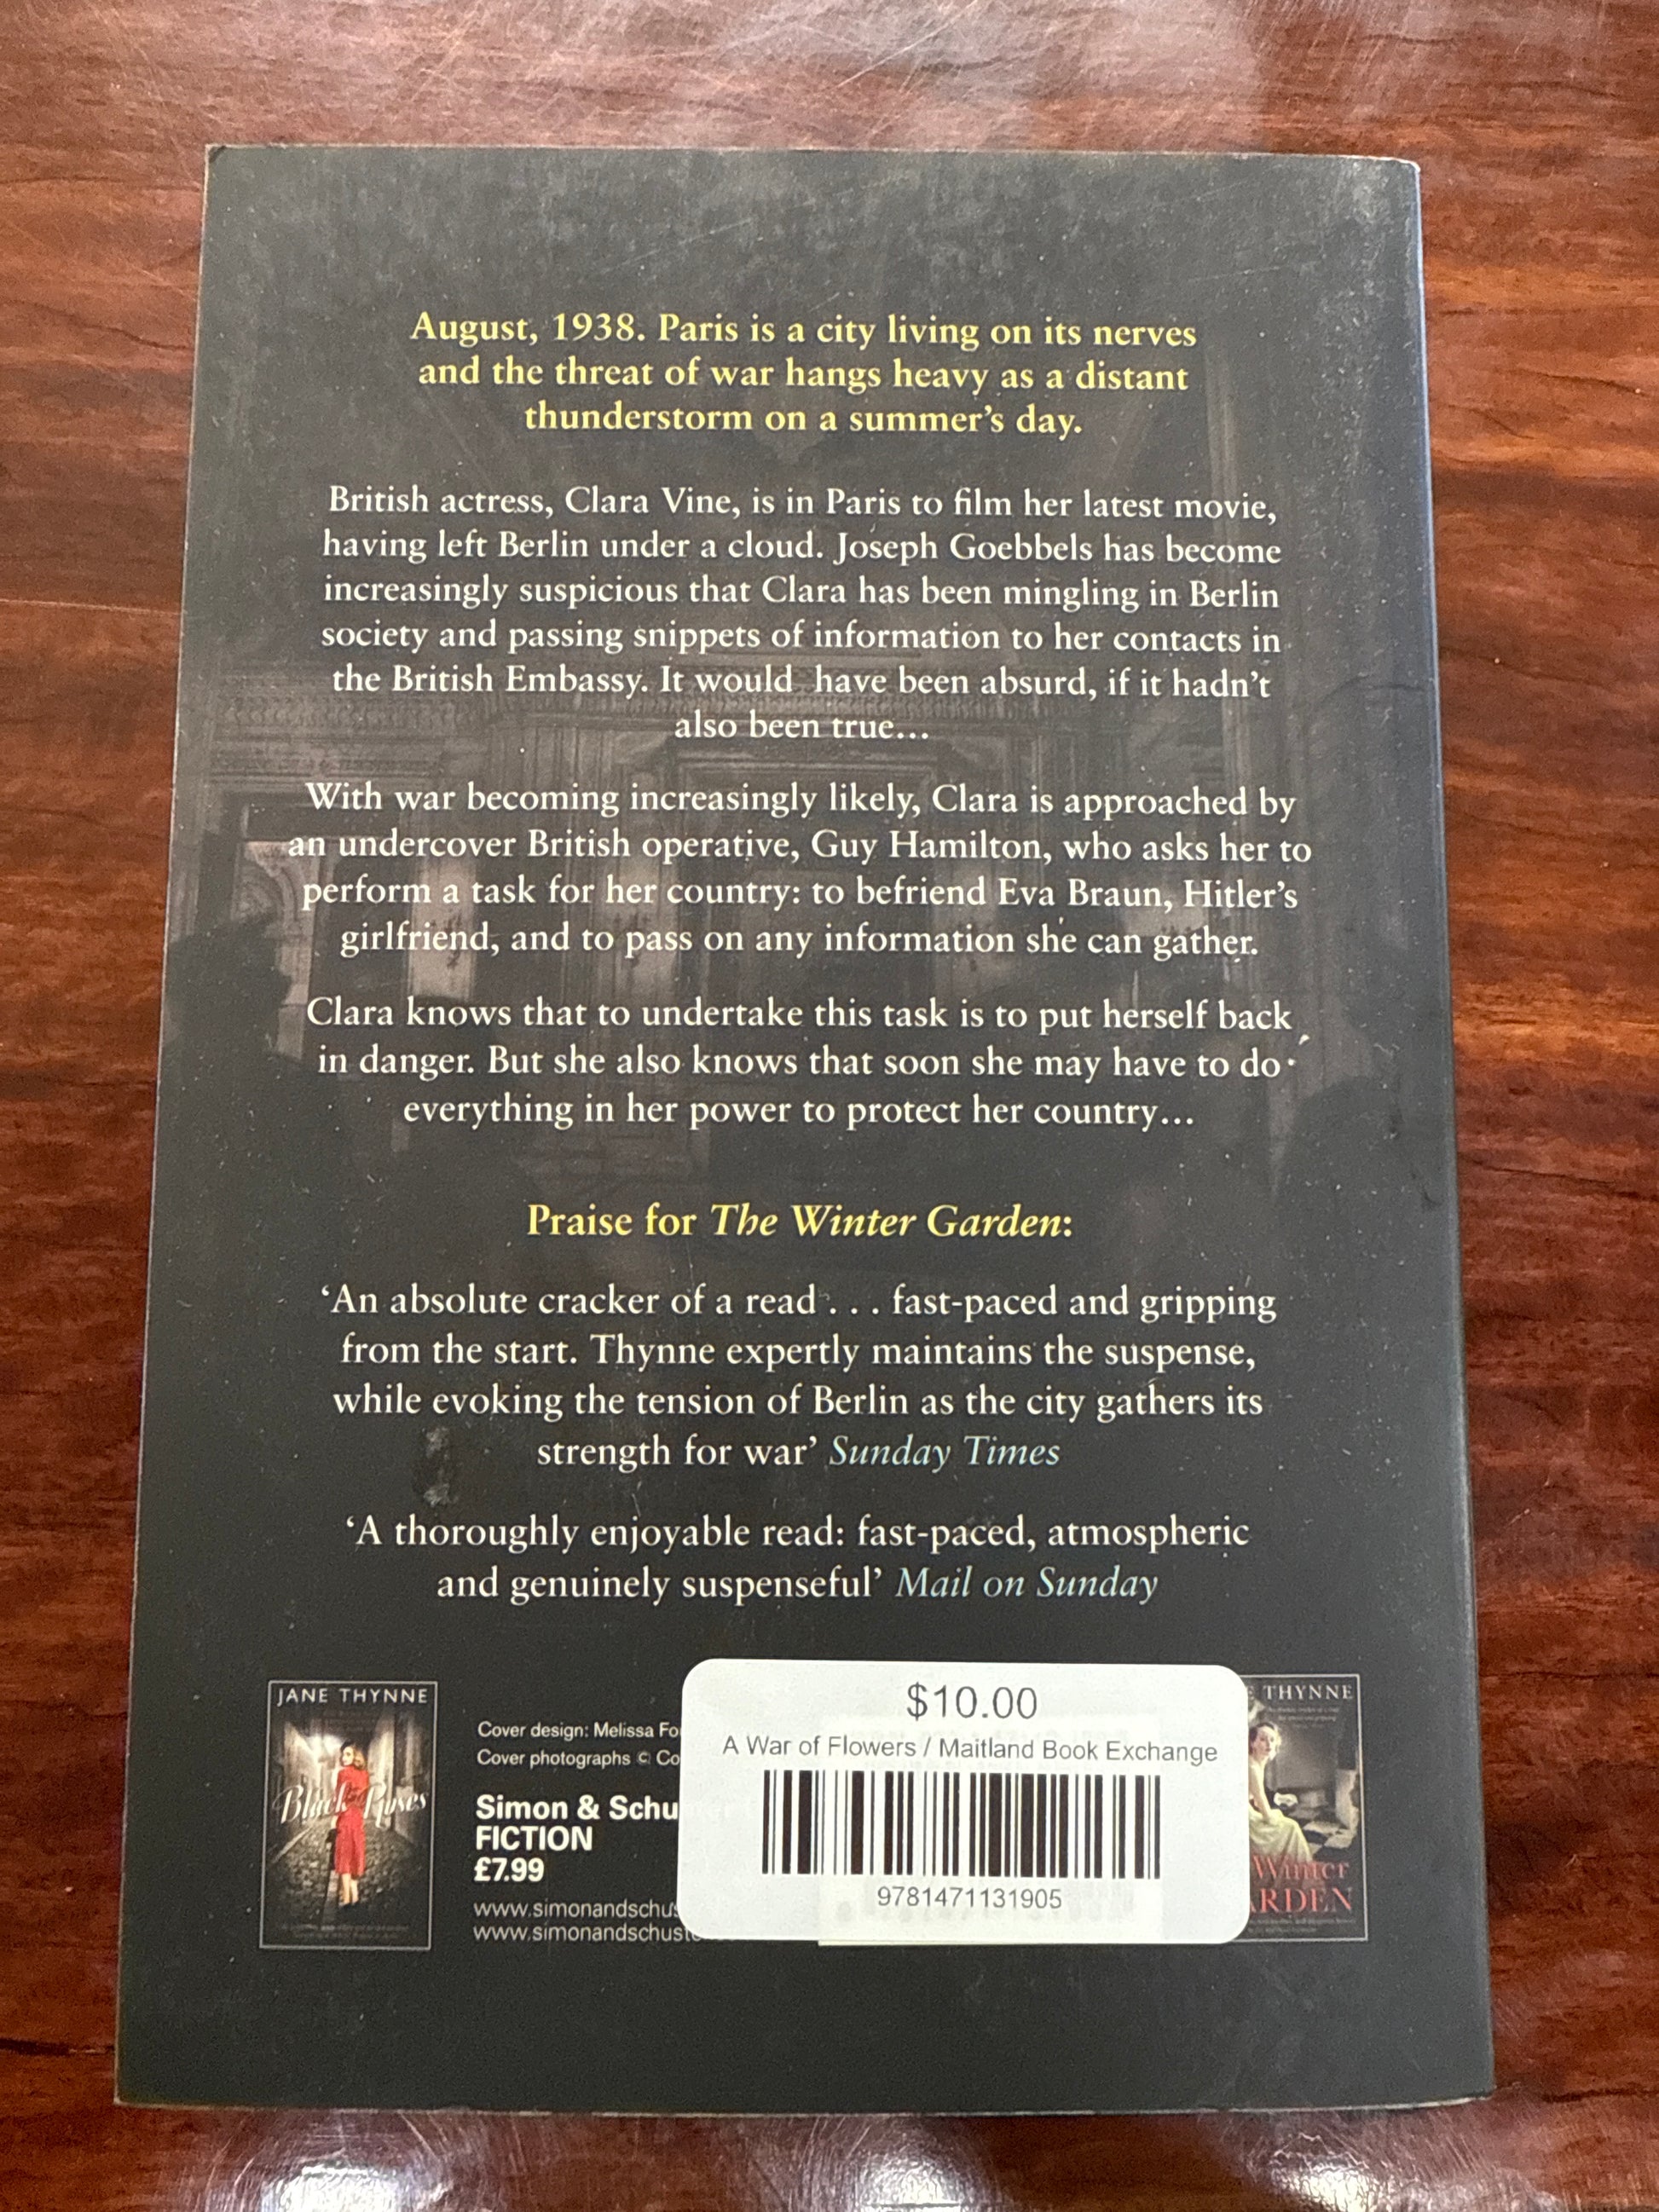 August, 1938. Paris is a city living on its nerves
and the threat of war hangs heavy as a distant
thunderstorm on a summer’s day.
British actress, Clara Vine, is in Paris to film her latest movie,
having left Berlin under a cloud. Joseph Goebbels has become
increasingly suspicious that Clara has been mingling in Berlin
society and passing snippets of information to her contacts in
the British Embassy. It would have been absurd, if it hadn’t
also been true…
With war becoming increasingly likely, Clara is approached by
an undercover British operative, Guy Hamilton, who asks her to
perform a task for her country: to befriend Eva Braun, Hitler’s
girlfriend, and to pass on any information she can gather.
Clara knows that to undertake this task is to put herself back
in danger. But she also knows that soon she may have to do
everything in her power to protect her country…
Praise for The Winter Garden:
‘An absolute cracker of a read . . . fast-paced and gripping
from the start. Thynne expertly maintains the suspense,
while evoking the tension of Berlin as the city gathers its
strength for war’ Sunday Times
‘A thoroughly enjoyable read: fast-paced, atmospheric
and genuinely suspenseful’ Mail on Sunday
JANE THYNNE
Black Roses
Cover design: Melissa Fo
Cover photographs © Co
Simon & Schu
FICTION
£7.99
www.simonandschus
www.simonandschuste
$10.00
A War of Flowers / Maitland Book Exchange
9781471131905
E THYNNE
Winter
ARDEN